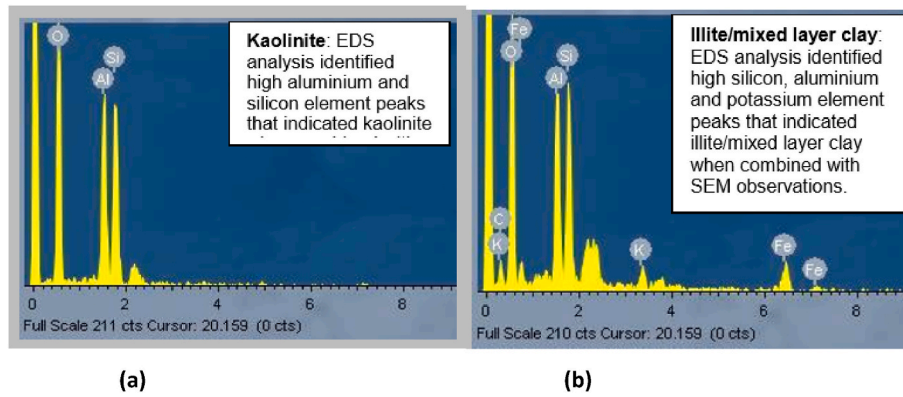 O
Si
Al
Kaolinite: EDS
analysis identified
high aluminium and
silicon element peaks
that indicated kaolinite
0 2 4 6 8
Full Scale 211 cts Cursor: 20.159 (0 cts)
(a)
Fe
O
Si
Al
C
K
K
Fe
Fe
Illite/mixed layer clay:
EDS analysis identified
high silicon, aluminium
and potassium element
peaks that indicated
illite/mixed layer clay
when combined with
SEM observations.
0 2 4 6 8
Full Scale 210 cts Cursor: 20.159 (0 cts)
(b)